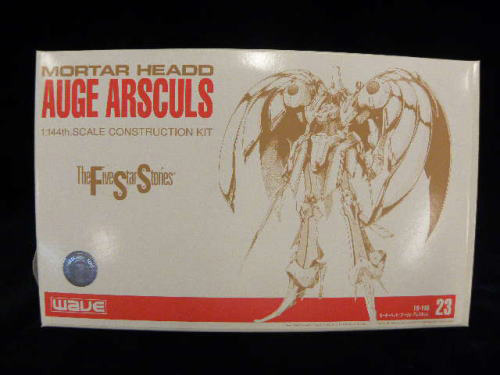 MORTAR HEADD
AUGE ARSCULS
1:144th.SCALE CONSTRUCTION KIT
The Five Star Stories
wave
23